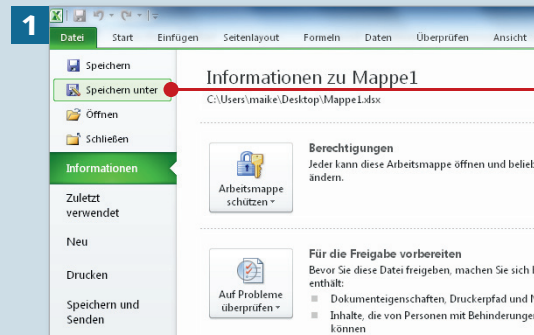 1
Datei Start Einfügen Seitenlayout Formeln Daten Überprüfen Ansicht
Speichern
Speichern unter
Öffnen
Schließen
Informationen
Zuletzt
verwendet
Neu
Drucken
Speichern und
Senden
Informationen zu Mappe1
C:\Users\maike\Desktop\Mappe1.xlsx
Arbeitsmappe
schützen
Berechtigungen
Jeder kann diese Arbeitsmappe öffnen und
ändern.
Auf Probleme
überprüfen
Für die Freigabe vorbereiten
Bevor Sie diese Datei freigeben, machen Sie sich
enthält:
Dokumenteigenschaften, Druckerpfad und
Inhalte, die von Personen mit
können